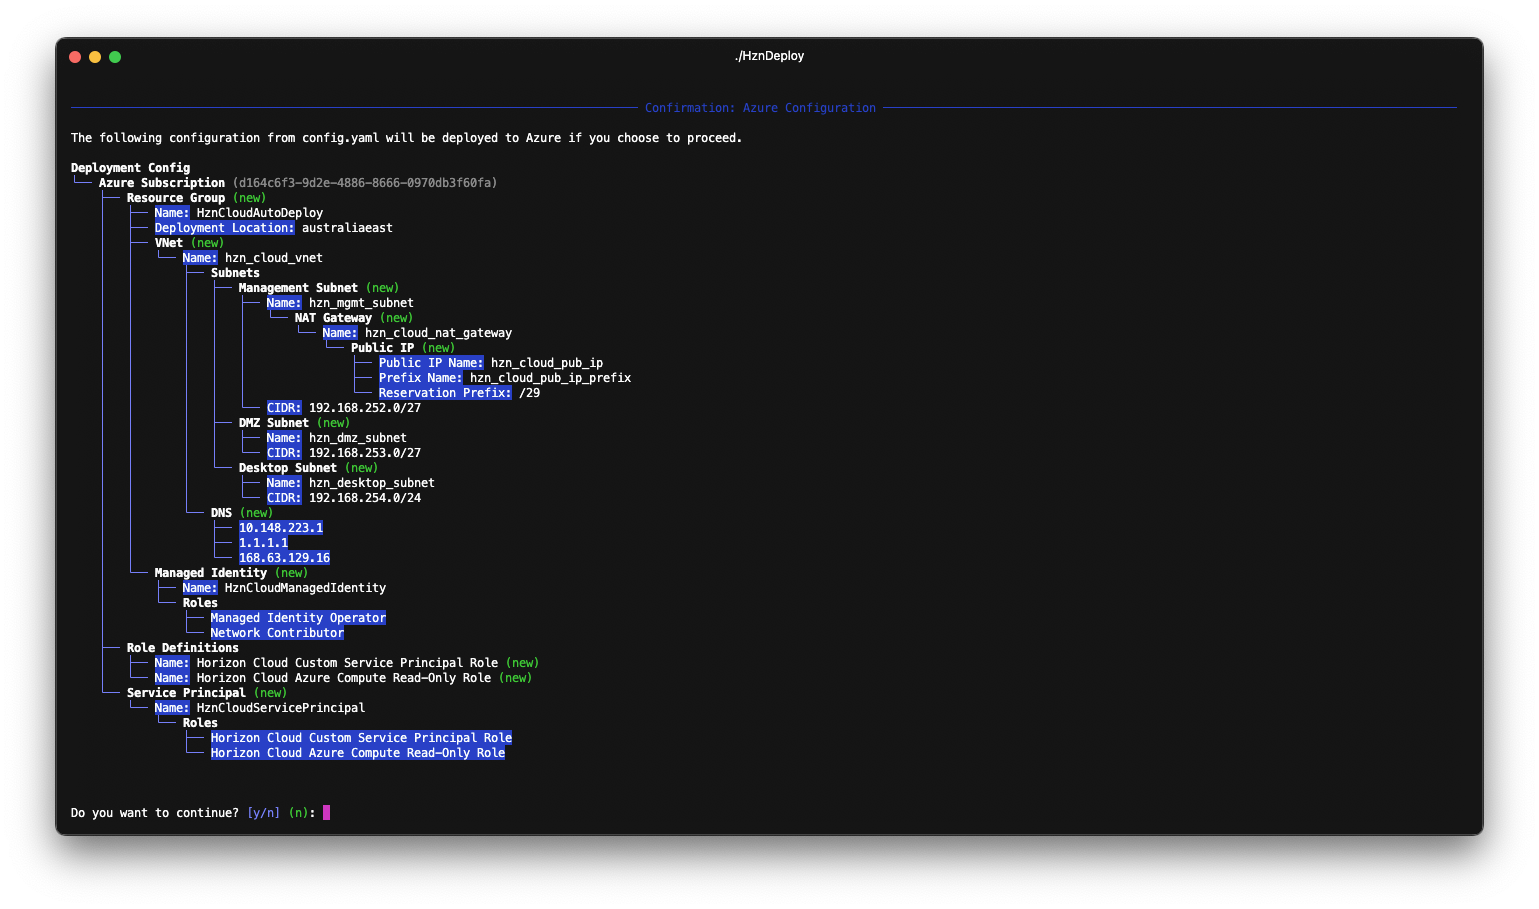 ./HznDeploy
Confirmation: Azure Configuration
The following configuration from config.yaml will be deployed to Azure if you choose to proceed.
Deployment Config
Azure Subscription (d164c6f3-9d2e-4886-8666-0970db3f60fa)
Resource Group (new)
Name: HznCloudAutoDeploy
Deployment Location: australiaeast
VNet (new)
Name: hzn_cloud_vnet
Subnets
Management Subnet (new)
Name: hzn_mgmt_subnet
NAT Gateway (new)
Name: hzn_cloud_nat_gateway
Public IP (new)
Public IP Name: hzn_cloud_pub_ip
Prefix Name: hzn_cloud_pub_ip_prefix
Reservation Prefix: /29
CIDR: 192.168.252.0/27
DMZ Subnet (new)
Name: hzn_dmz_subnet
CIDR: 192.168.253.0/27
Desktop Subnet (new)
Name: hzn_desktop_subnet
CIDR: 192.168.254.0/24
DNS (new)
10.148.223.1
1.1.1.1
168.63.129.16
Managed Identity (new)
Name: HznCloudManagedIdentity
Roles
Managed Identity Operator
Network Contributor
Role Definitions
Name: Horizon Cloud Custom Service Principal Role (new)
Name: Horizon Cloud Azure Compute Read-Only Role (new)
Service Principal (new)
Name: HznCloudServicePrincipal
Roles
Horizon Cloud Custom Service Principal Role
Horizon Cloud Azure Compute Read-Only Role
Do you want to continue? [y/n] (n):